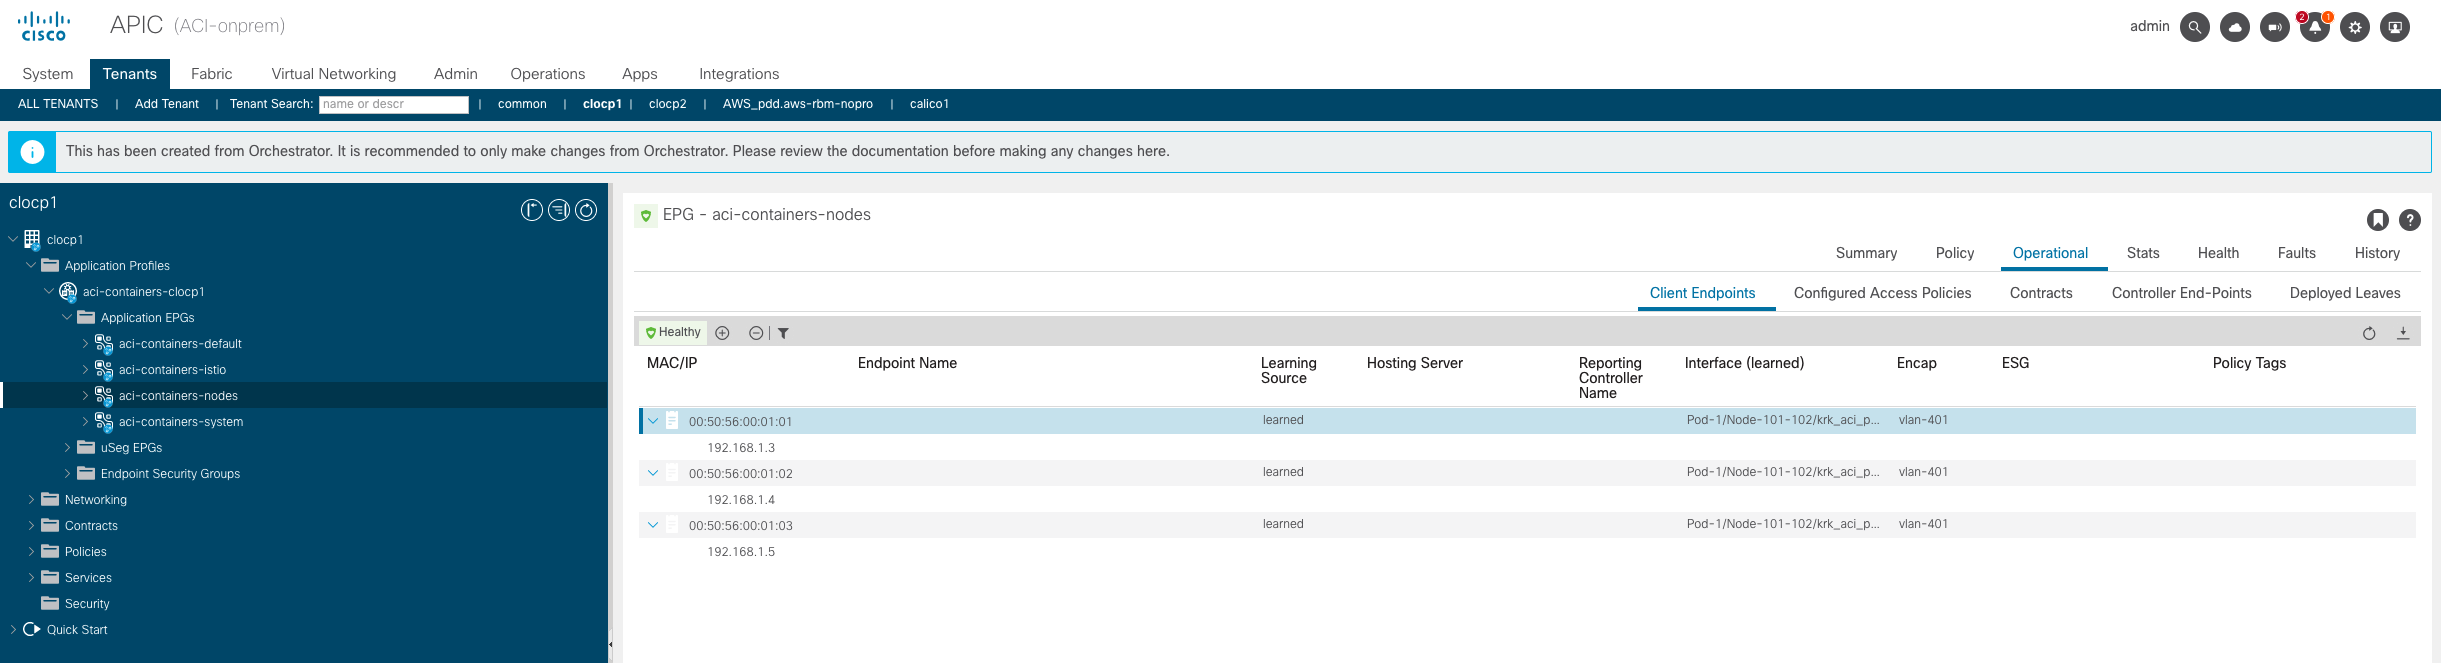 CISCO
APIC (ACI-onprem)
admin
2
1
System Tenants Fabric Virtual Networking Admin Operations Apps Integrations
ALL TENANTS | Add Tenant | Tenant Search: name or descr | common | clocp1 | clocp2 | AWS_pdd.aws-rbm-nopro | calico1
This has been created from Orchestrator. It is recommended to only make changes from Orchestrator. Please review the documentation before making any changes here.
clocp1
clocp1
Application Profiles
aci-containers-clocp1
Application EPGs
aci-containers-default
aci-containers-istio
aci-containers-nodes
aci-containers-system
uSeg EPGs
Endpoint Security Groups
Networking
Contracts
Policies
Services
Security
Quick Start
EPG - aci-containers-nodes
Summary Policy Operational Stats Health Faults History
Client Endpoints Configured Access Policies Contracts Controller End-Points Deployed Leaves
Healthy
MAC/IP Endpoint Name Learning Source Hosting Server Reporting Controller Name Interface (learned) Encap ESG Policy Tags
00:50:56:00:01:01 learned Pod-1/Node-101-102/krk_aci_p... vlan-401
192.168.1.3
00:50:56:00:01:02 learned Pod-1/Node-101-102/krk_aci_p... vlan-401
192.168.1.4
00:50:56:00:01:03 learned Pod-1/Node-101-102/krk_aci_p... vlan-401
192.168.1.5